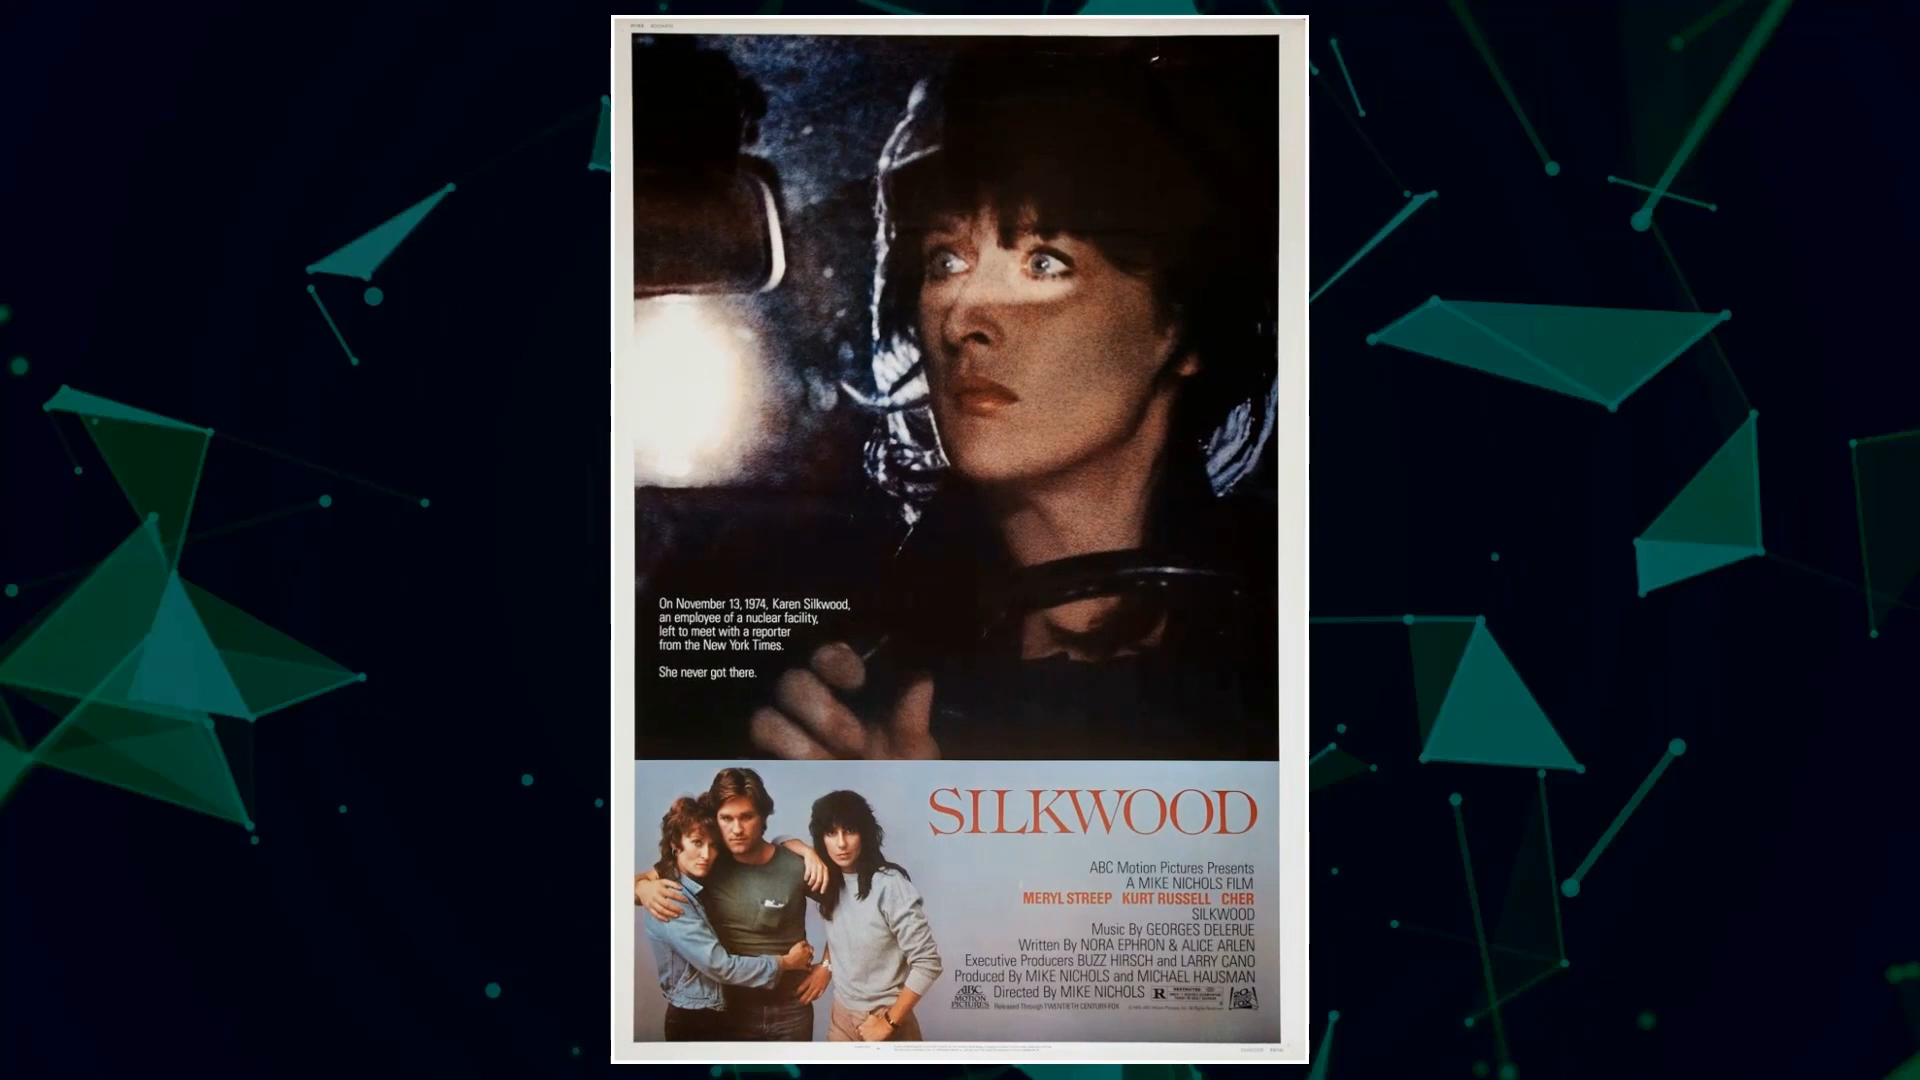 On November 13, 1974, Karen Silkwood,
an employee of a nuclear facility,
left to meet with a reporter
from the New York Times.
She never got there.
SILKWOOD
ABC Motion Pictures Presents
A MIKE NICHOLS FILM
MERYL STREEP KURT RUSSELL CHER
SILKWOOD
Music By GEORGES DELERUE
Written By NORA EPHRON & ALICE ARLEN
Executive Producers BUZZ HIRSCH and LARRY CANO
Produced By MIKE NICHOLS and MICHAEL HAUSMAN
Directed By MIKE NICHOLS
ABC
MOTION
PICTURES
Released Through TWENTIETH CENTURY-FOX
R
RESTRICTED
FOX